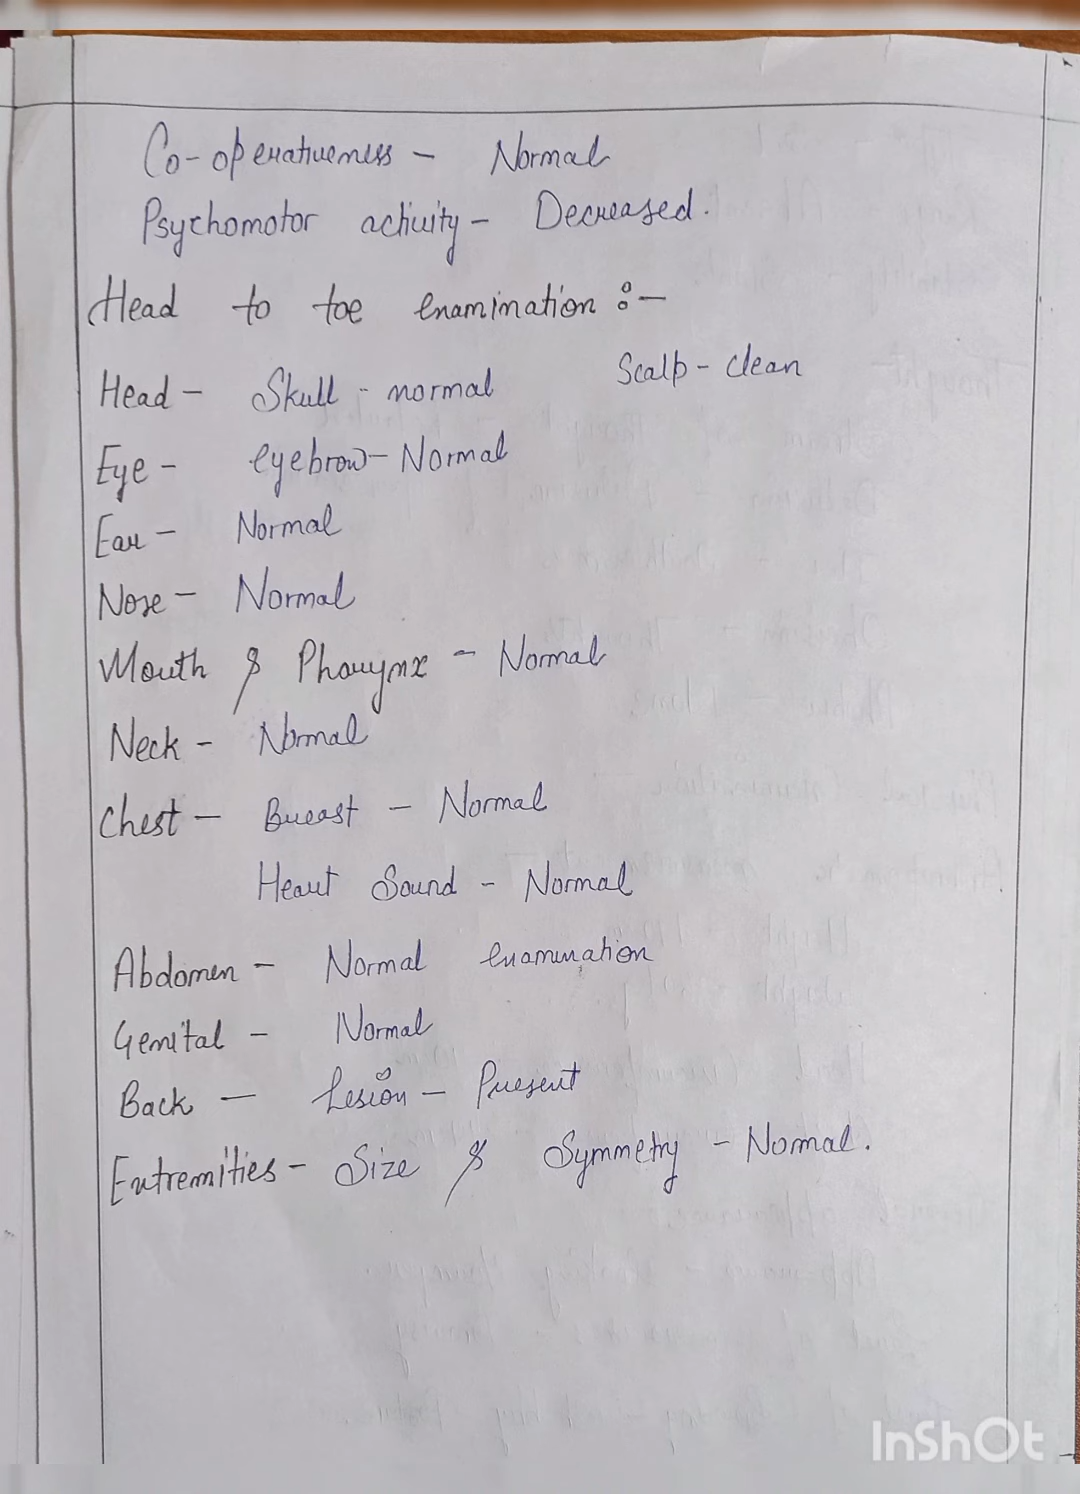 Co-operativeness - Normal
Psychomotor activity - Decreased.
Head to toe examination :-
Head - Skull - normal Scalp - clean
Eye - eyebrow - Normal
Ear - Normal
Nose - Normal
Mouth & Pharynx - Normal
Neck - Normal
Chest - Breast - Normal
Heart Sound - Normal
Abdomen - Normal examination
Genital - Normal
Back - Lesion - Present
Extremities - Size & Symmetry - Normal.
InShOt